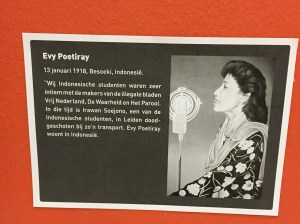 Evy Poetiray
13 januari 1918, Besoeki, Indonesië.
"Wij Indonesische studenten waren zeer
intiem met de makers van de illegale bladen
Vrij Nederland, De Waarheid en Het Parool.
In die tijd is Irawan Soejono, een van de
Indonesische studenten, in Leiden dood-
geschoten bij zo'n transport. Evy Poetiray
woont in Indonesië.